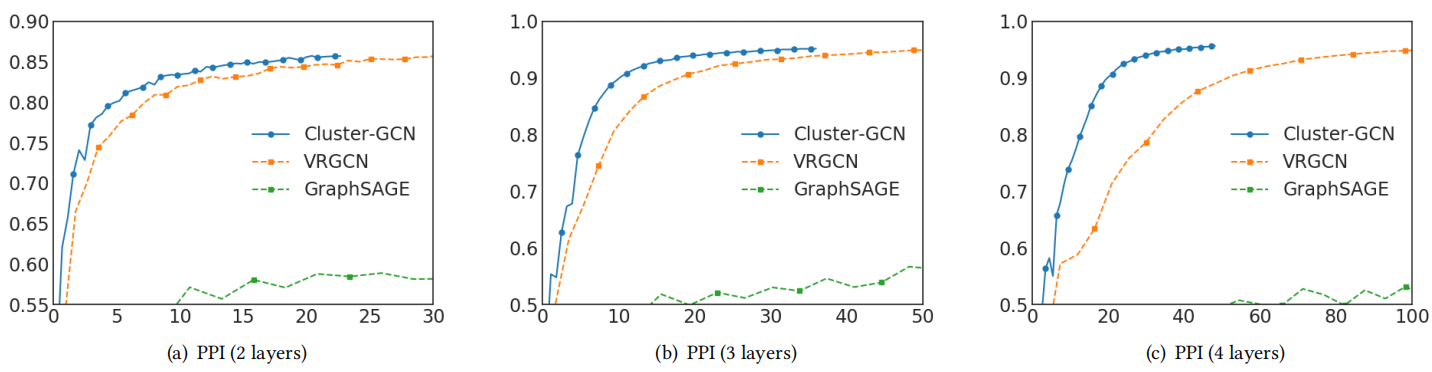 0.90
0.85
0.80
0.75
0.70
0.65
0.60
0.55
0 5 10 15 20 25 30
Cluster-GCN
VRGCN
GraphSAGE
(a) PPI (2 layers)
1.0
0.9
0.8
0.7
0.6
0.5
0 10 20 30 40 50
Cluster-GCN
VRGCN
GraphSAGE
(b) PPI (3 layers)
1.0
0.9
0.8
0.7
0.6
0.5
0 20 40 60 80 100
Cluster-GCN
VRGCN
GraphSAGE
(c) PPI (4 layers)